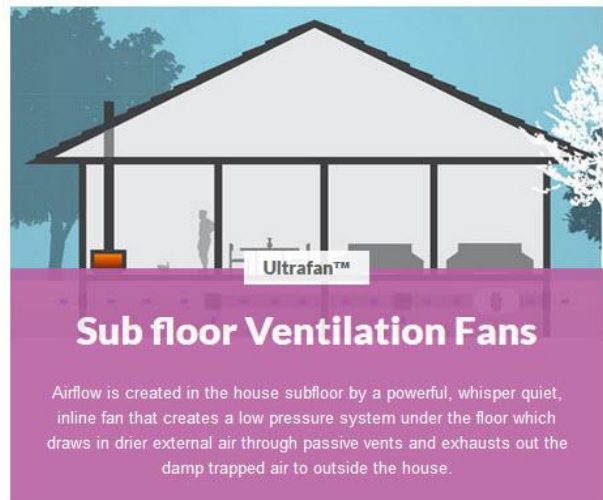 Ultrafan™
Sub floor Ventilation Fans
Airflow is created in the house subfloor by a powerful, whisper quiet,
inline fan that creates a low pressure system under the floor which
draws in drier external air through passive vents and exhausts out the
damp trapped air to outside the house.